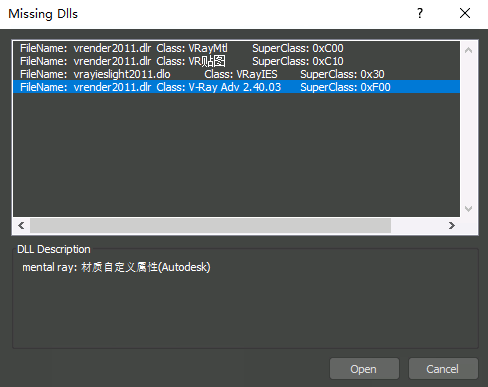 Missing Dlls
FileName: vrender2011.dlr Class: VRayMtl SuperClass: 0xC00
FileName: vrender2011.dlr Class: VR贴图 SuperClass: 0xC10
FileName: vrayieslight2011.dlo Class: VRayIES SuperClass: 0x30
FileName: vrender2011.dlr Class: V-Ray Adv 2.40.03 SuperClass: 0xF00
DLL Description
mental ray: 材质自定义属性(Autodesk)
Open Cancel